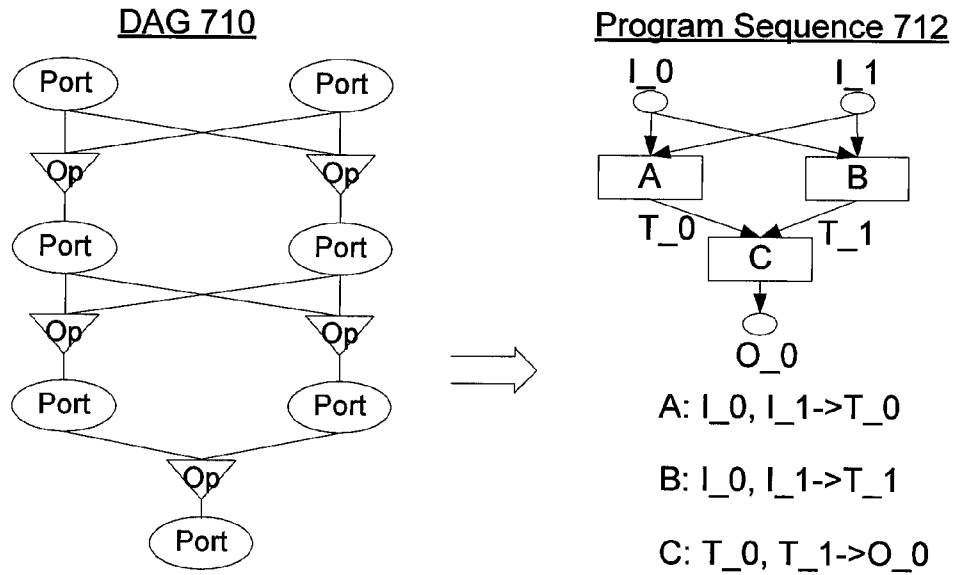 DAG 710
Port Port
Op Op
Port Port
Op Op
Port Port
Op
Port
Program Sequence 712
I_0 I_1
A B
T_0 T_1
C
O_0
A: I_0, I_1->T_0
B: I_0, I_1->T_1
C: T_0, T_1->O_0